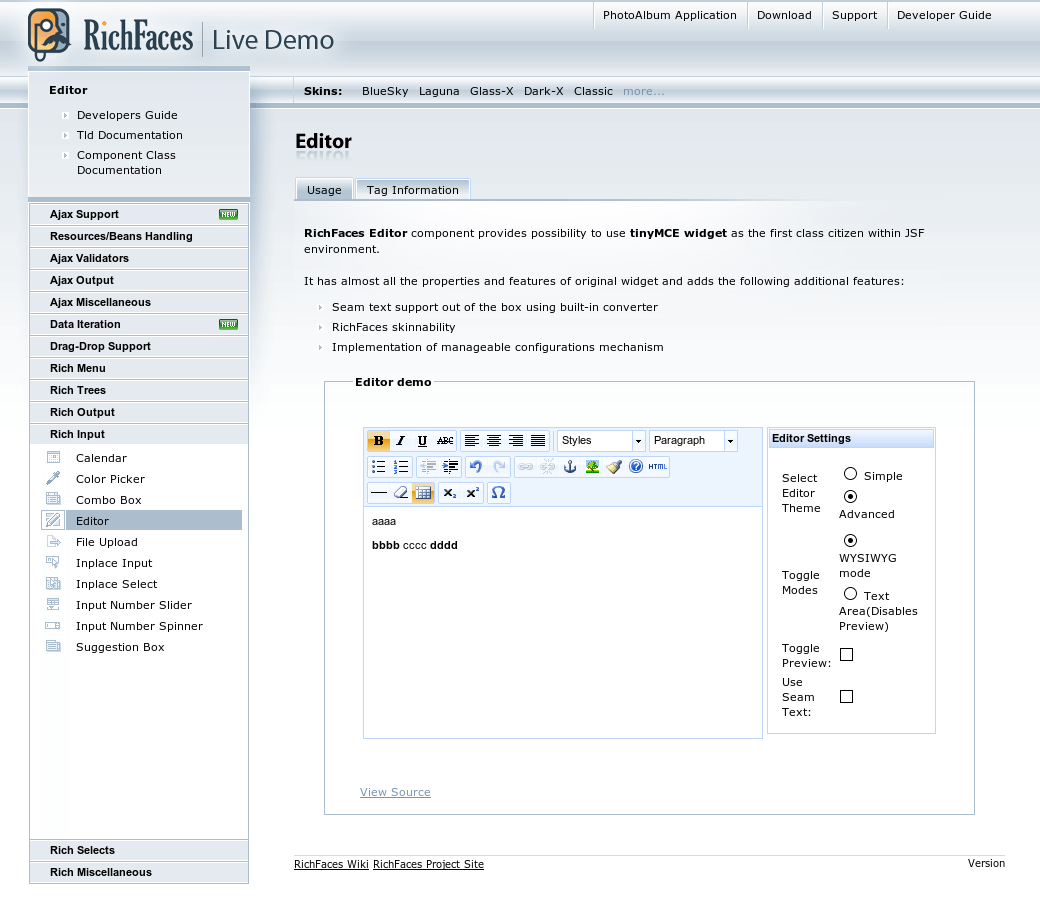 RichFaces Live Demo
PhotoAlbum Application
Download
Support
Developer Guide
Skins:
BlueSky
Laguna
Glass-X
Dark-X
Classic
more...
Editor
Developers Guide
Tld Documentation
Component Class
Documentation
Ajax Support
NEW
Resources/Beans Handling
Ajax Validators
Ajax Output
Ajax Miscellaneous
Data Iteration
NEW
Drag-Drop Support
Rich Menu
Rich Trees
Rich Output
Rich Input
Calendar
Color Picker
Combo Box
Editor
File Upload
Inplace Input
Inplace Select
Input Number Slider
Input Number Spinner
Suggestion Box
Rich Selects
Rich Miscellaneous
Editor
Usage
Tag Information
RichFaces Editor component provides possibility to use tinyMCE widget as the first class citizen within JSF
environment.
It has almost all the properties and features of original widget and adds the following additional features:
Seam text support out of the box using built-in converter
RichFaces skinnability
Implementation of manageable configurations mechanism
Editor demo
B I U ABC
Styles
Paragraph
HTML
x₂ x² Ω
aaaa
bbbb cccc dddd
Editor Settings
Select
Editor
Theme
Simple
Advanced
Toggle
Modes
WYSIWYG
mode
Text
Area(Disables
Preview)
Toggle
Preview:
Use
Seam
Text:
View Source
RichFaces Wiki RichFaces Project Site
Version